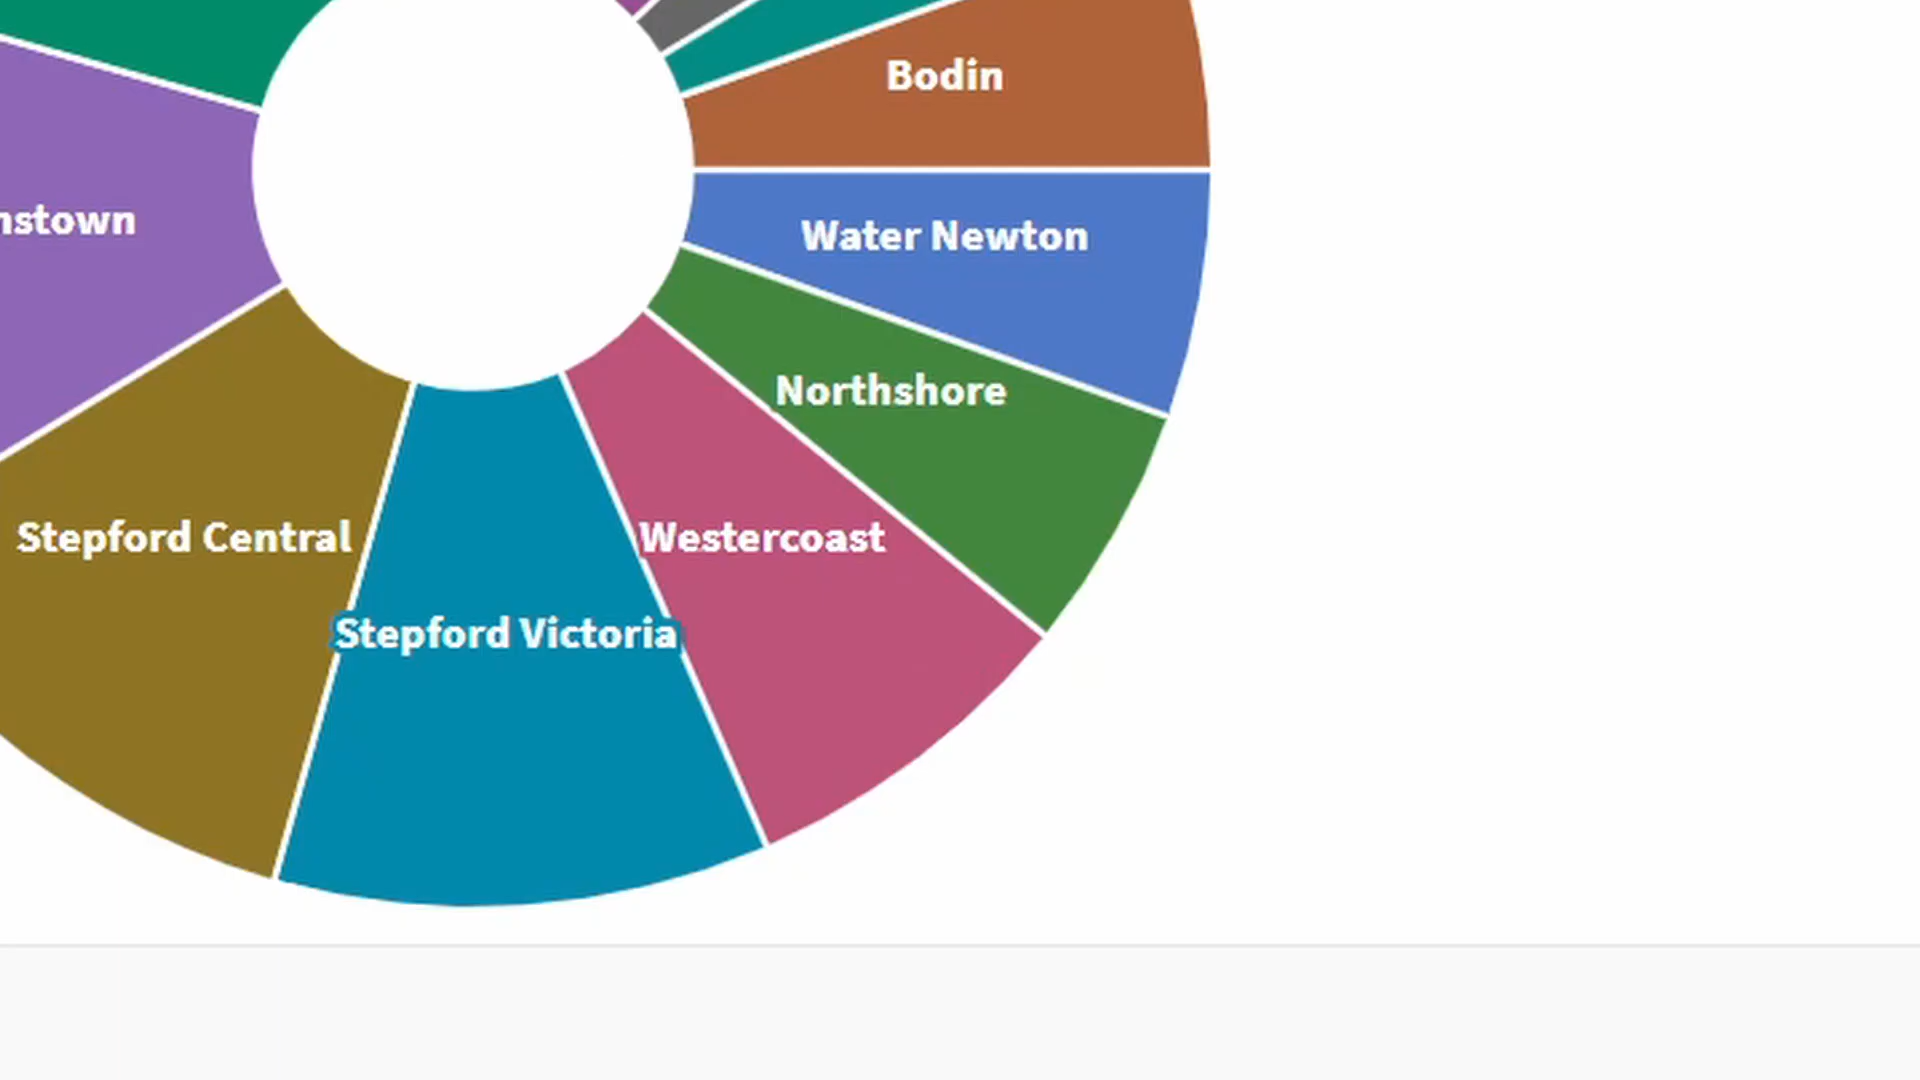 Bodin
nstown
Water Newton
Northshore
Stepford Central
Westercoast
Stepford Victoria